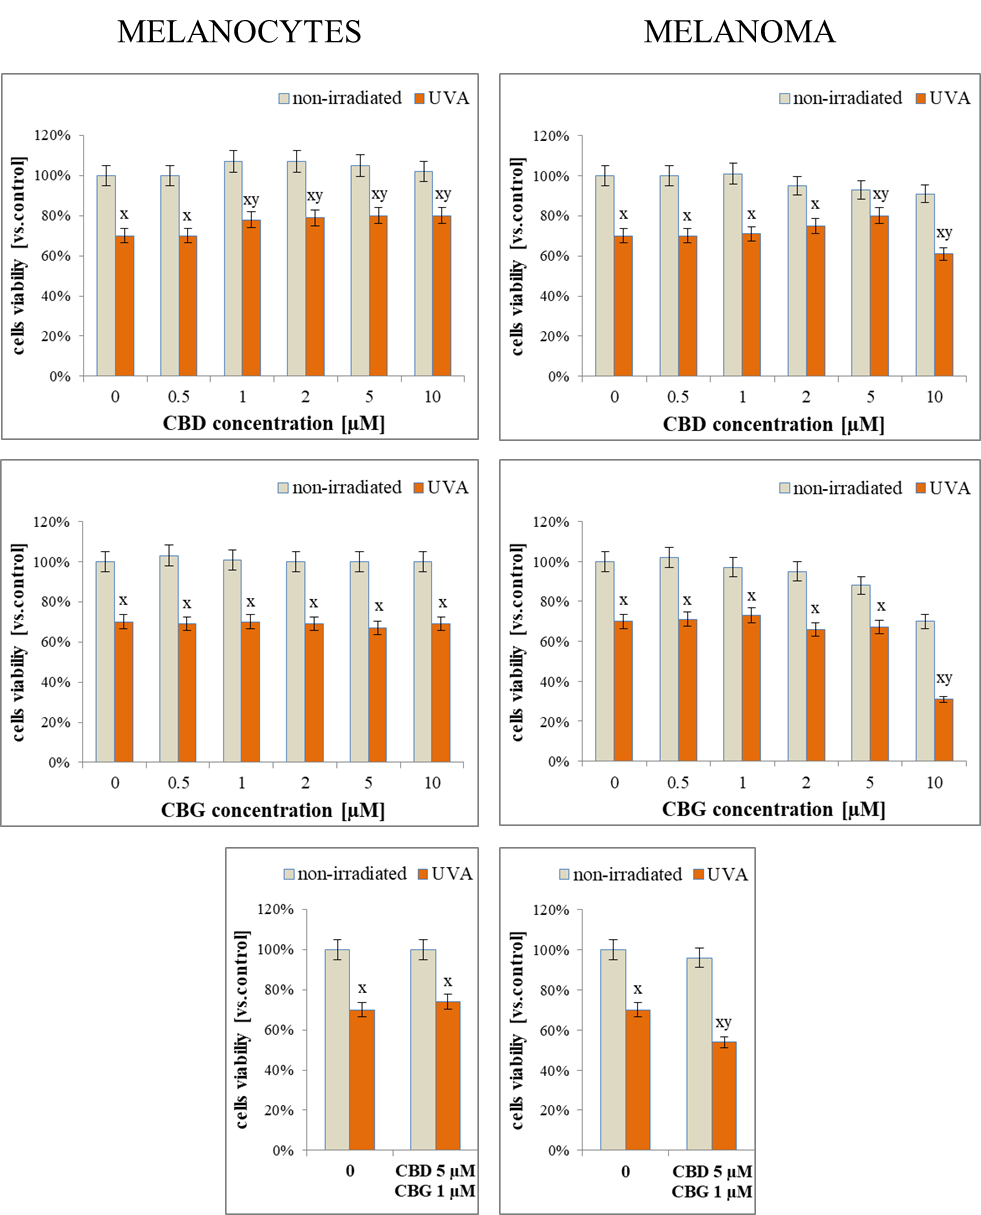 MELANOCYTES
MELANOMA
non-irradiated UVA
120%
100%
80%
60%
40%
20%
0%
cells viabiliy [vs.control]
x x xy xy xy xy
0 0.5 1 2 5 10
CBD concentration [µM]
non-irradiated UVA
120%
100%
80%
60%
40%
20%
0%
cells viabiliy [vs.control]
x x x x xy xy
0 0.5 1 2 5 10
CBD concentration [µM]
non-irradiated UVA
120%
100%
80%
60%
40%
20%
0%
cells viabiliy [vs.control]
x x x x x x
0 0.5 1 2 5 10
CBG concentration [µM]
non-irradiated UVA
120%
100%
80%
60%
40%
20%
0%
cells viabiliy [vs.control]
x x x x x xy
0 0.5 1 2 5 10
CBG concentration [µM]
non-irradiated UVA
120%
100%
80%
60%
40%
20%
0%
cells viabiliy [vs.control]
x x
0 CBD 5 µM
CBG 1 µM
non-irradiated UVA
120%
100%
80%
60%
40%
20%
0%
cells viabiliy [vs.control]
x xy
0 CBD 5 µM
CBG 1 µM